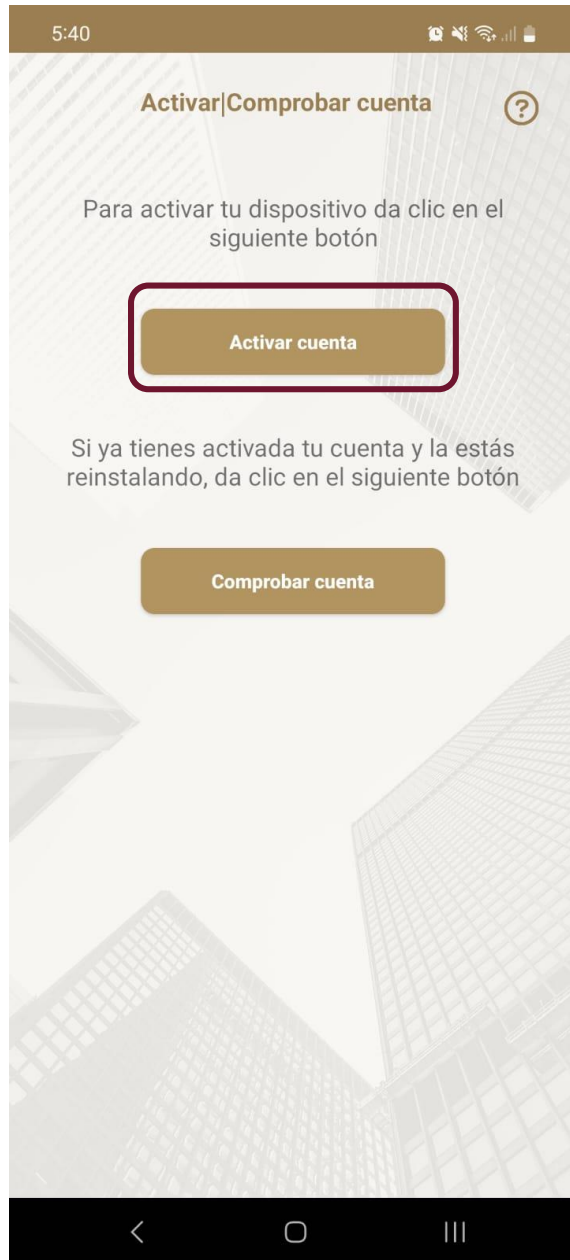 5:40
Activar|Comprobar cuenta
?
Para activar tu dispositivo da clic en el
siguiente botón
Activar cuenta
Si ya tienes activada tu cuenta y la estás
reinstalando, da clic en el siguiente botón
Comprobar cuenta